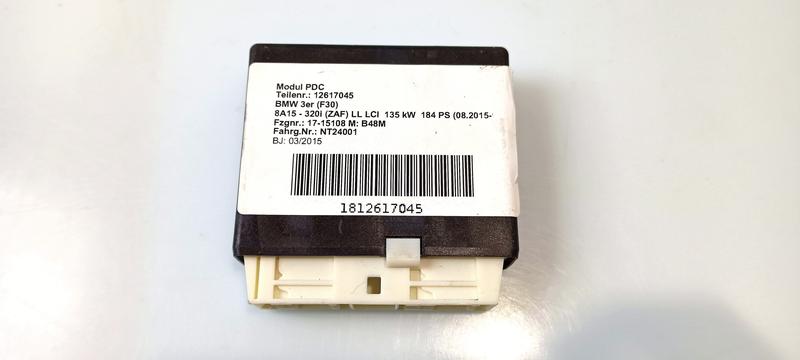 Modul PDC
Teilenr.: 12617045
BMW 3er (F30)
8A15 - 320i (ZAF) LL LCI 135 kW 184 PS (08.2015-
Fzgnr.: 17-15108 M: B48M
Fahrg.Nr.: NT24001
BJ: 03/2015
1812617045